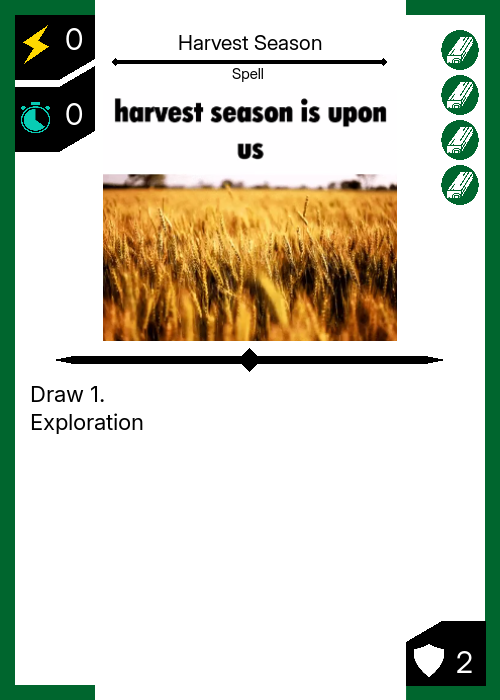 0
Harvest Season
Spell
0
harvest season is upon
us
Draw 1.
Exploration
2